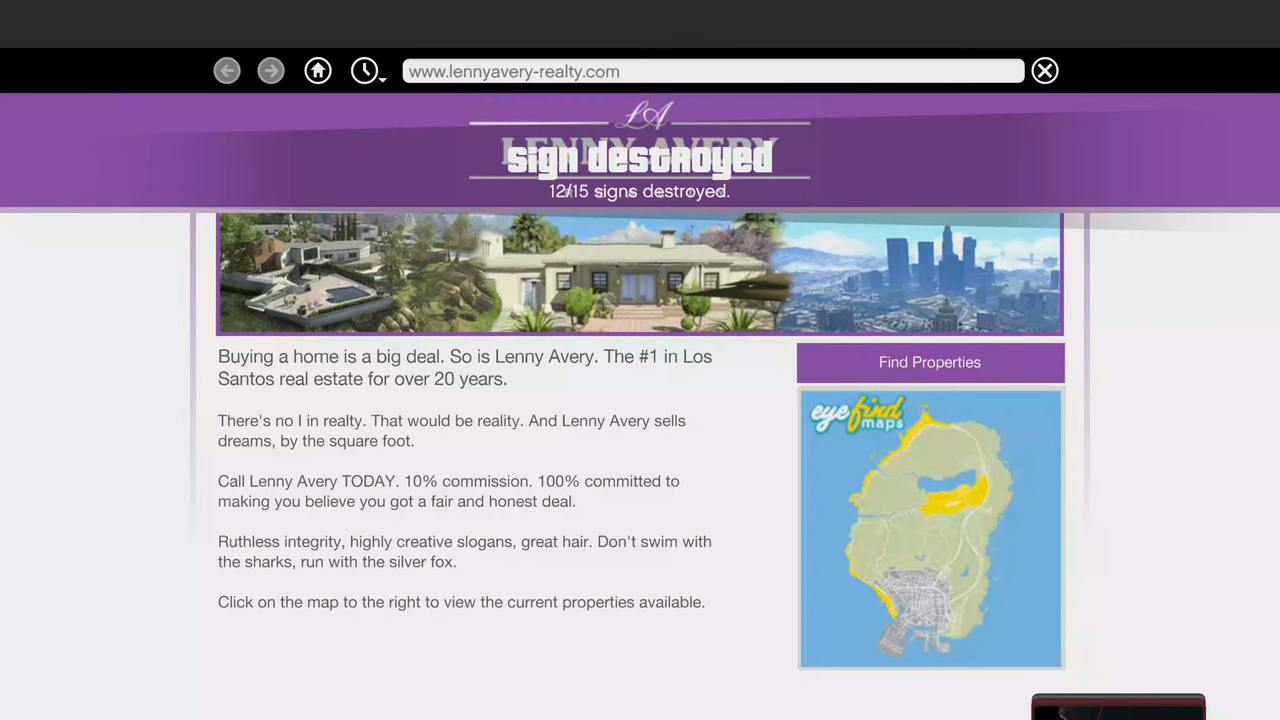 www.lennyavery-realty.com
LA
LENNY AVERY
sign destroyed
12/15 signs destroyed.
Buying a home is a big deal. So is Lenny Avery. The #1 in Los
Santos real estate for over 20 years.
Find Properties
eyefind
maps
There's no I in realty. That would be reality. And Lenny Avery sells
dreams, by the square foot.
Call Lenny Avery TODAY. 10% commission. 100% committed to
making you believe you got a fair and honest deal.
Ruthless integrity, highly creative slogans, great hair. Don't swim with
the sharks, run with the silver fox.
Click on the map to the right to view the current properties available.